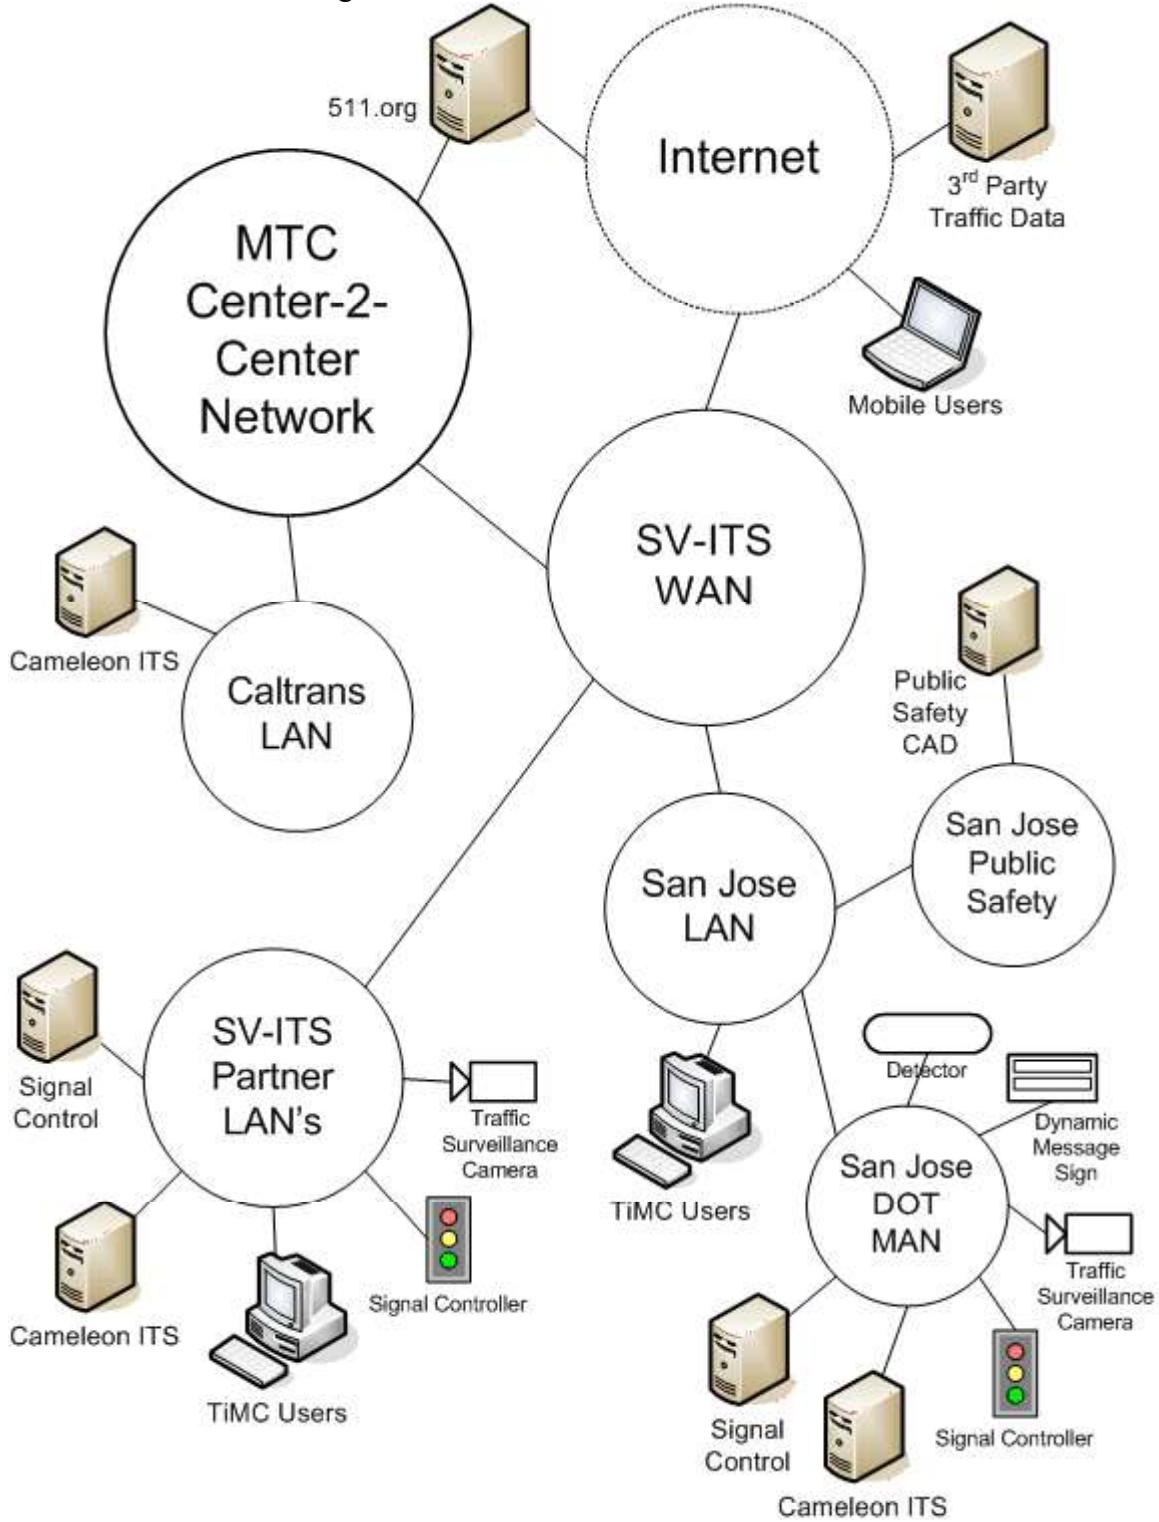 511.org
Internet
3rd Party
Traffic Data
MTC
Center-2-
Center
Network
Mobile Users
SV-ITS
WAN
Cameleon ITS
Caltrans
LAN
Public
Safety
CAD
San Jose
Public
Safety
San Jose
LAN
SV-ITS
Partner
LAN's
Signal
Control
Traffic
Surveillance
Camera
Detector
Dynamic
Message
Sign
TiMC Users
San Jose
DOT
MAN
Traffic
Surveillance
Camera
Signal Controller
Cameleon ITS
TiMC Users
Signal
Control
Signal Controller
Cameleon ITS